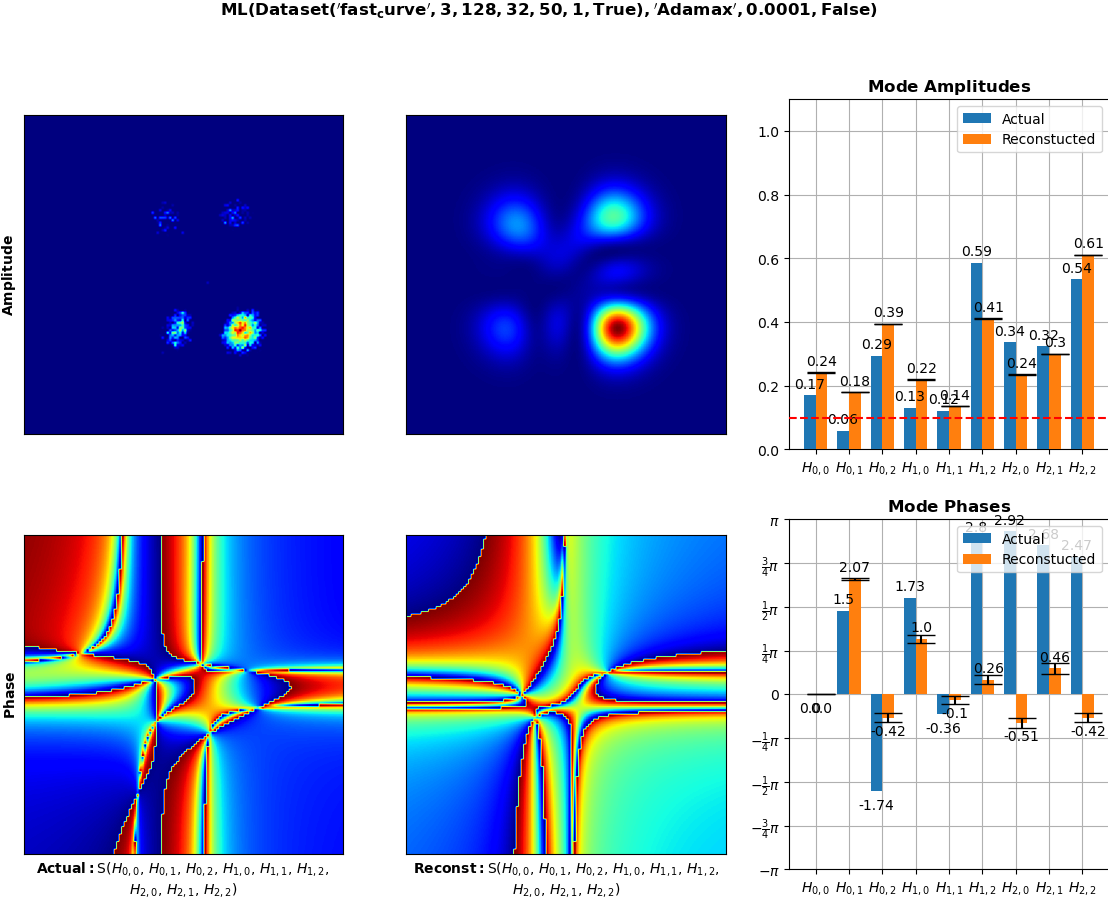 ML(Dataset('fast_curve', 3, 128, 32, 50, 1, True), 'Adamax', 0.0001, False)
Mode Amplitudes
Amplitude
1.0
0.8
0.6
0.4
0.2
0.0
Actual
Reconstucted
0.17
0.24
0.06
0.18
0.29
0.39
0.13
0.22
0.12
0.14
0.59
0.41
0.34
0.24
0.32
0.3
0.54
0.61
H0,0 H0,1 H0,2 H1,0 H1,1 H1,2 H2,0 H2,1 H2,2
Mode Phases
Phase
π
3/4π
1/2π
1/4π
0
−1/4π
−1/2π
−3/4π
−π
Actual
Reconstucted
0.0
0.0
1.5
2.07
-1.74
-0.42
1.73
1.0
-0.36
-0.1
2.8
0.26
2.92
-0.51
2.68
0.46
2.47
-0.42
H0,0 H0,1 H0,2 H1,0 H1,1 H1,2 H2,0 H2,1 H2,2
Actual: S(H0,0, H0,1, H0,2, H1,0, H1,1, H1,2,
H2,0, H2,1, H2,2)
Reconst: S(H0,0, H0,1, H0,2, H1,0, H1,1, H1,2,
H2,0, H2,1, H2,2)